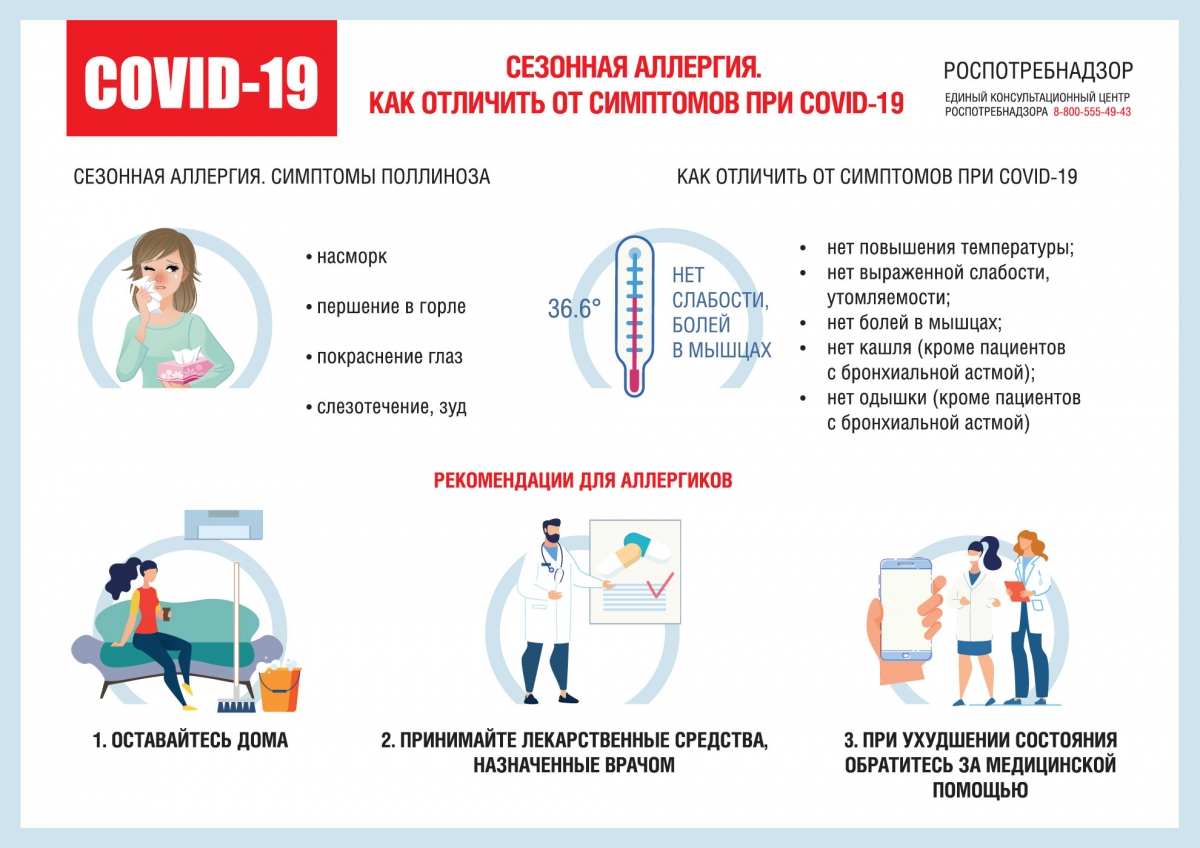 COVID-19
СЕЗОННАЯ АЛЛЕРГИЯ.
КАК ОТЛИЧИТЬ ОТ СИМПТОМОВ ПРИ COVID-19
РОСПОТРЕБНАДЗОР
ЕДИНЫЙ КОНСУЛЬТАЦИОННЫЙ ЦЕНТР
РОСПОТРЕБНАДЗОРА 8-800-555-49-43
СЕЗОННАЯ АЛЛЕРГИЯ. СИМПТОМЫ ПОЛЛИНОЗА
• насморк
• першение в горле
• покраснение глаз
• слезотечение, зуд
КАК ОТЛИЧИТЬ ОТ СИМПТОМОВ ПРИ COVID-19
36.6°
НЕТ
СЛАБОСТИ,
БОЛЕЙ
В МЫШЦАХ
• нет повышения температуры;
• нет выраженной слабости,
утомляемости;
• нет болей в мышцах;
• нет кашля (кроме пациентов
с бронхиальной астмой);
• нет одышки (кроме пациентов
с бронхиальной астмой)
РЕКОМЕНДАЦИИ ДЛЯ АЛЛЕРГИКОВ
1. ОСТАВАЙТЕСЬ ДОМА
2. ПРИНИМАЙТЕ ЛЕКАРСТВЕННЫЕ СРЕДСТВА,
НАЗНАЧЕННЫЕ ВРАЧОМ
3. ПРИ УХУДШЕНИИ СОСТОЯНИЯ
ОБРАТИТЕСЬ ЗА МЕДИЦИНСКОЙ
ПОМОЩЬЮ